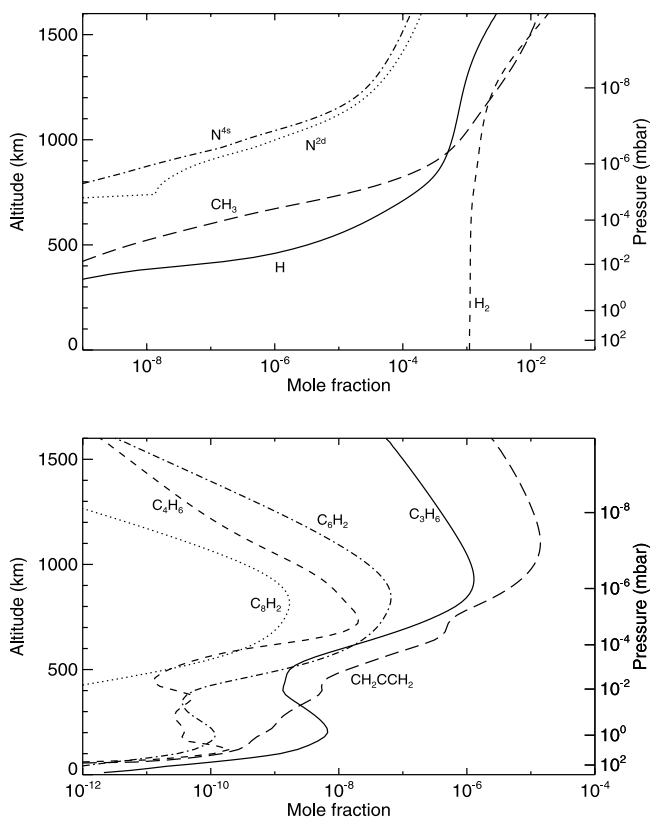 1500
1000
500
0
Altitude (km)
N4s
N2d
CH3
H
H2
10-8
10-6
10-4
10-2
100
102
Pressure (mbar)
10-8
10-6
10-4
10-2
Mole fraction
1500
1000
500
0
Altitude (km)
C4H6
C6H2
C3H6
C8H2
CH2CCH2
10-8
10-6
10-4
10-2
100
102
Pressure (mbar)
10-12
10-10
10-8
10-6
10-4
Mole fraction